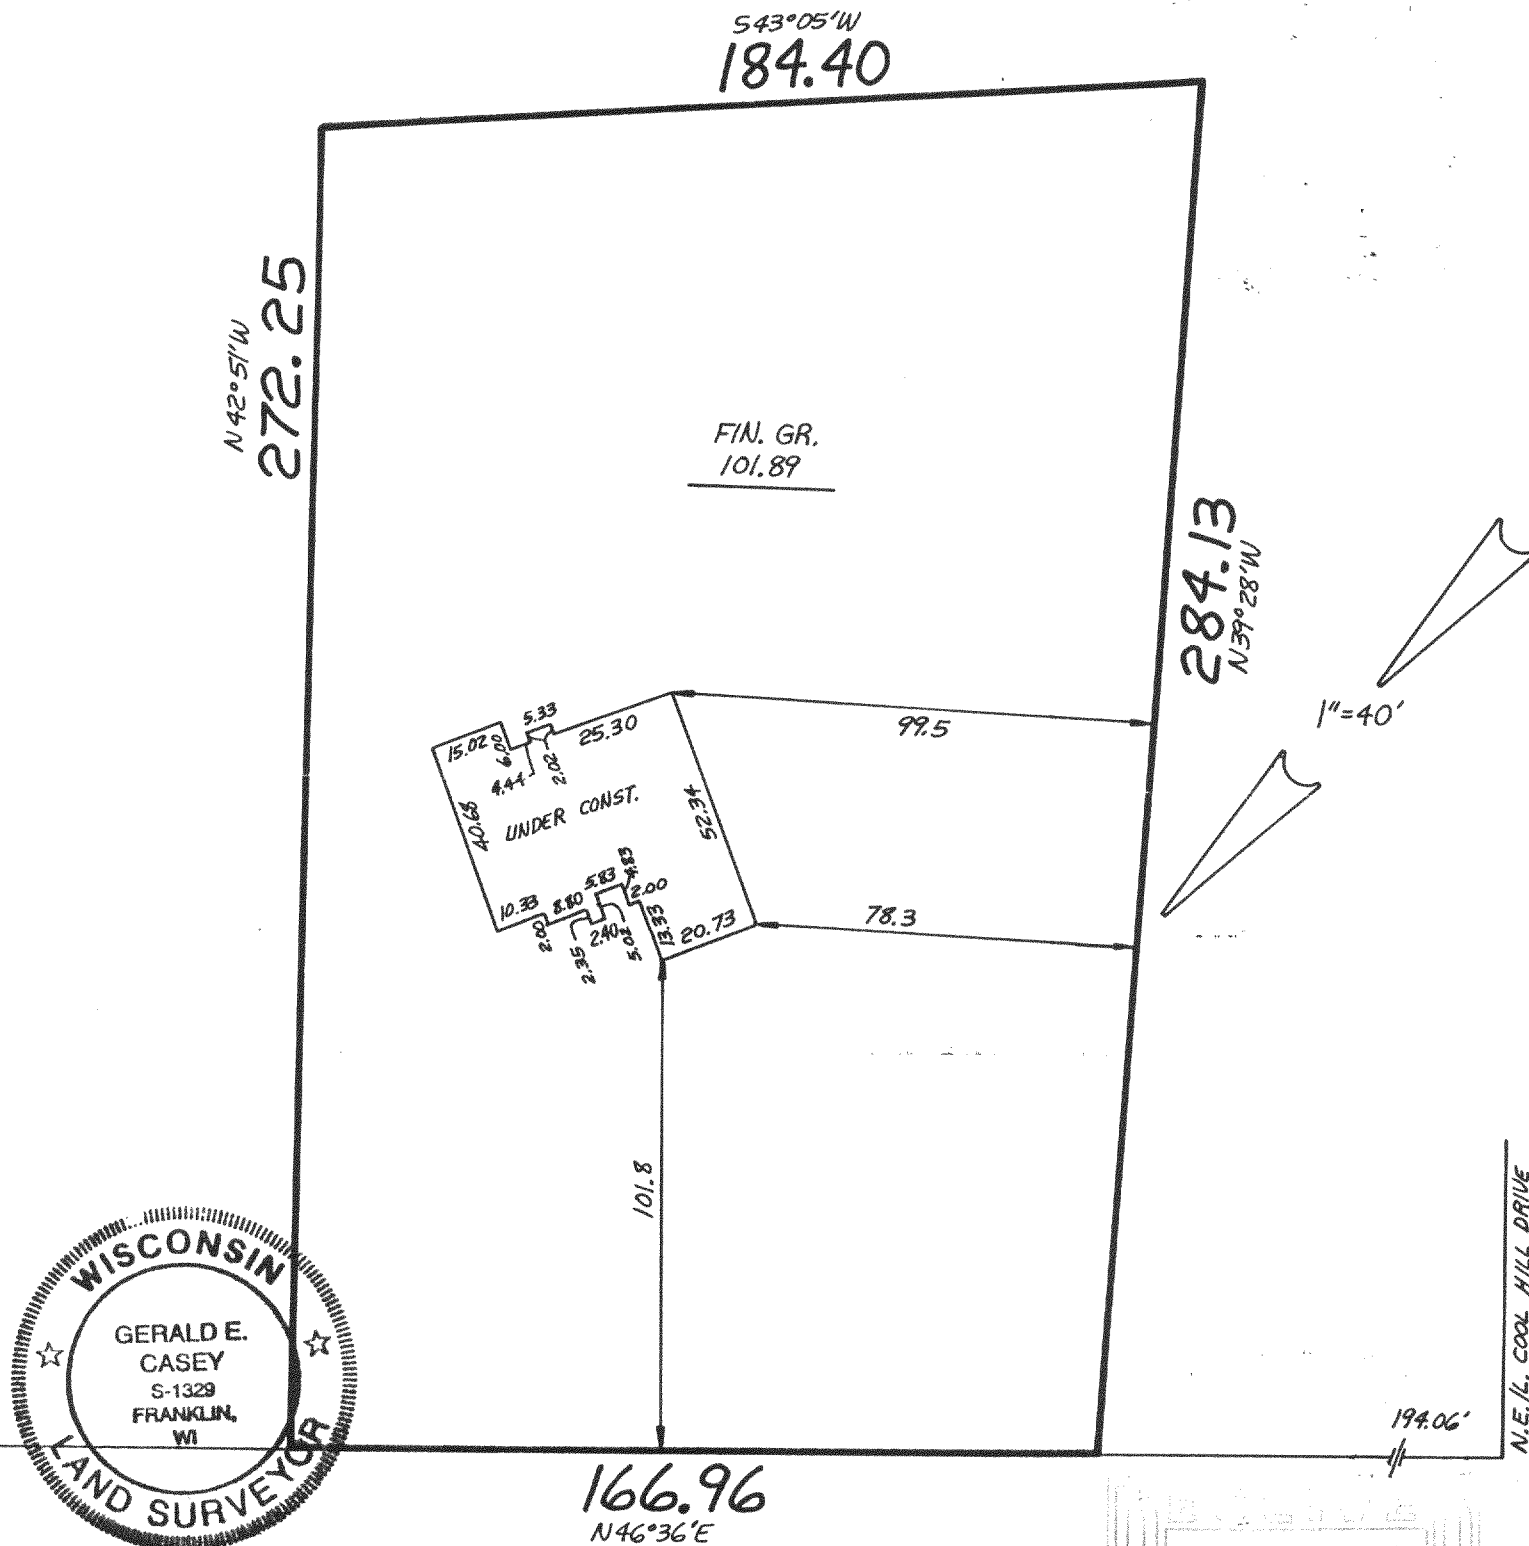 S43°05'W
184.40
N42°51'W
272.25
FIN. GR.
101.89
284.13
N39°28'W
1"=40'
99.5
5.33
25.30
15.02
6.00
4.44
2.02
UNDER CONST.
40.68
52.34
10.33
8.80
5.83
4.83
2.00
2.00
2.35
2.40
5.02
13.33
20.73
78.3
101.8
WISCONSIN
GERALD E.
CASEY
S-1329
FRANKLIN,
WI
LAND SURVEYOR
194.06'
N.E./L. COOL HILL DRIVE
166.96
N46°36'E